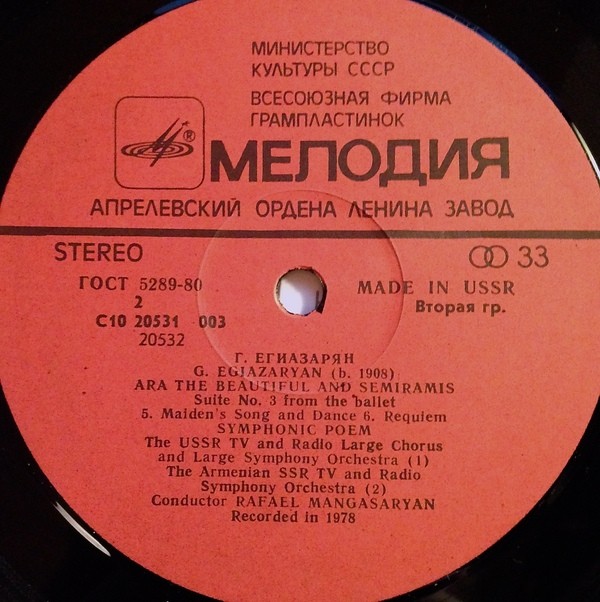 МИНИСТЕРСТВО
КУЛЬТУРЫ СССР
ВСЕСОЮЗНАЯ ФИРМА
ГРАМПЛАСТИНОК
®
МЕЛОДИЯ
АПРЕЛЕВСКИЙ ОРДЕНА ЛЕНИНА ЗАВОД
STEREO
33
ГОСТ 5289-80
MADE IN USSR
2
Вторая гр.
С10 20531 003
20532
Г. ЕГИАЗАРЯН
G. EGIAZARYAN (b. 1908)
ARA THE BEAUTIFUL AND SEMIRAMIS
Suite No. 3 from the ballet
5. Maiden's Song and Dance 6. Requiem
SYMPHONIC POEM
The USSR TV and Radio Large Chorus
and Large Symphony Orchestra (1)
The Armenian SSR TV and Radio
Symphony Orchestra (2)
Conductor RAFAEL MANGASARYAN
Recorded in 1978